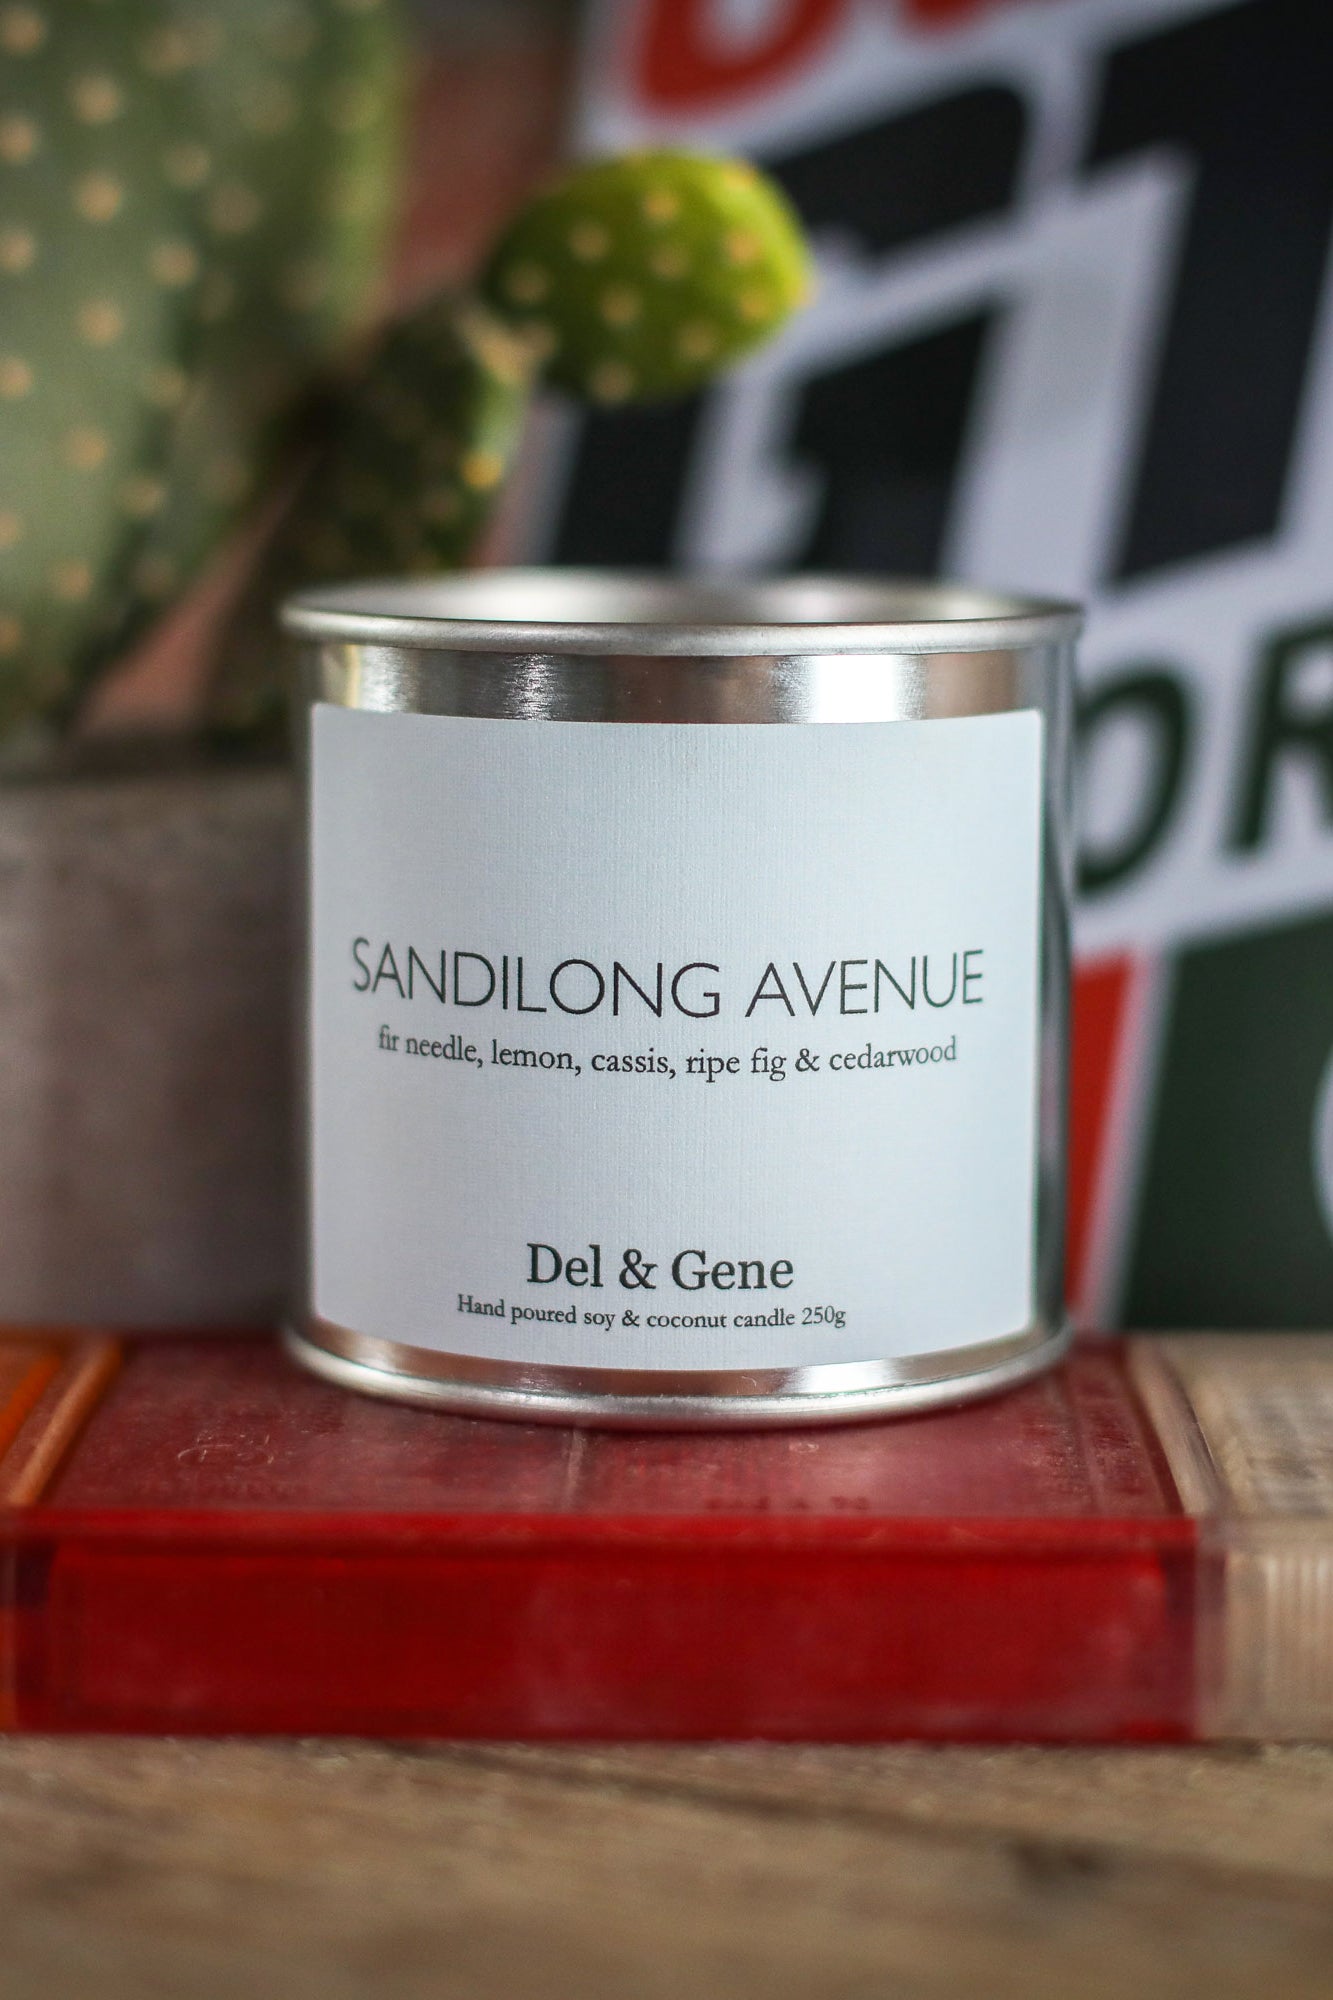 SANDILONG AVENUE
fir needle, lemon, cassis, ripe fig & cedarwood
Del & Gene
Hand poured soy & coconut candle 250g